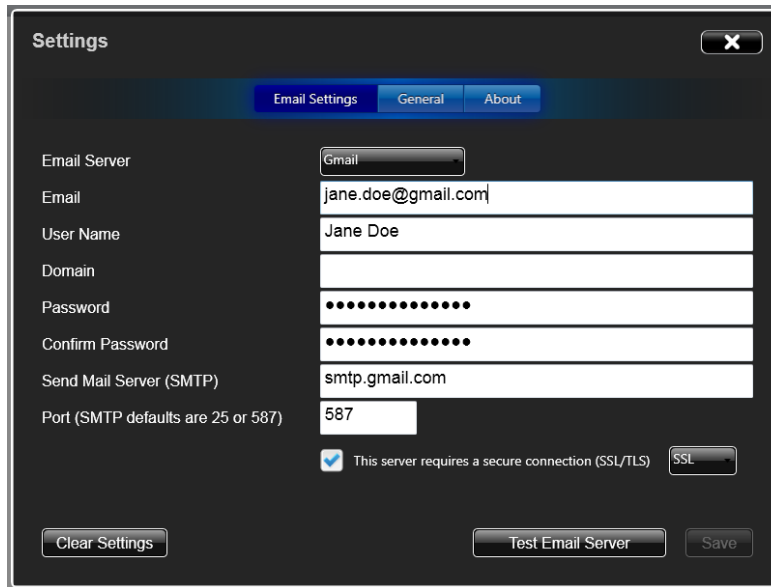 Settings
Email Settings General About
Email Server Gmail
Email jane.doe@gmail.com
User Name Jane Doe
Domain
Password ••••••••••••••
Confirm Password ••••••••••••••
Send Mail Server (SMTP) smtp.gmail.com
Port (SMTP defaults are 25 or 587) 587
This server requires a secure connection (SSL/TLS) SSL
Clear Settings Test Email Server Save